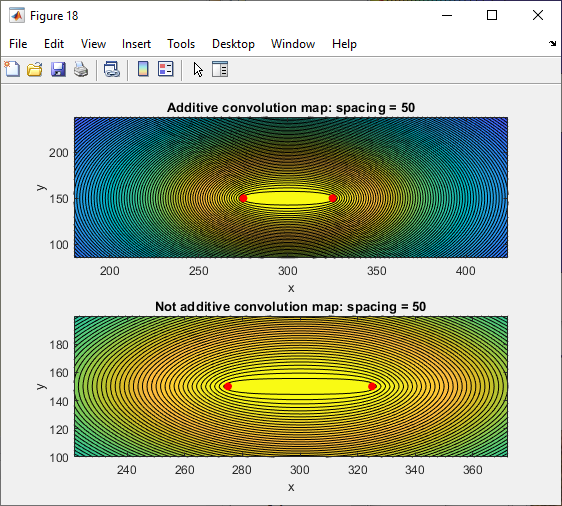 Figure 18
File Edit View Insert Tools Desktop Window Help
Additive convolution map: spacing = 50
200
150
100
y
200 250 300 350 400
x
Not additive convolution map: spacing = 50
180
160
140
120
100
y
240 260 280 300 320 340 360
x